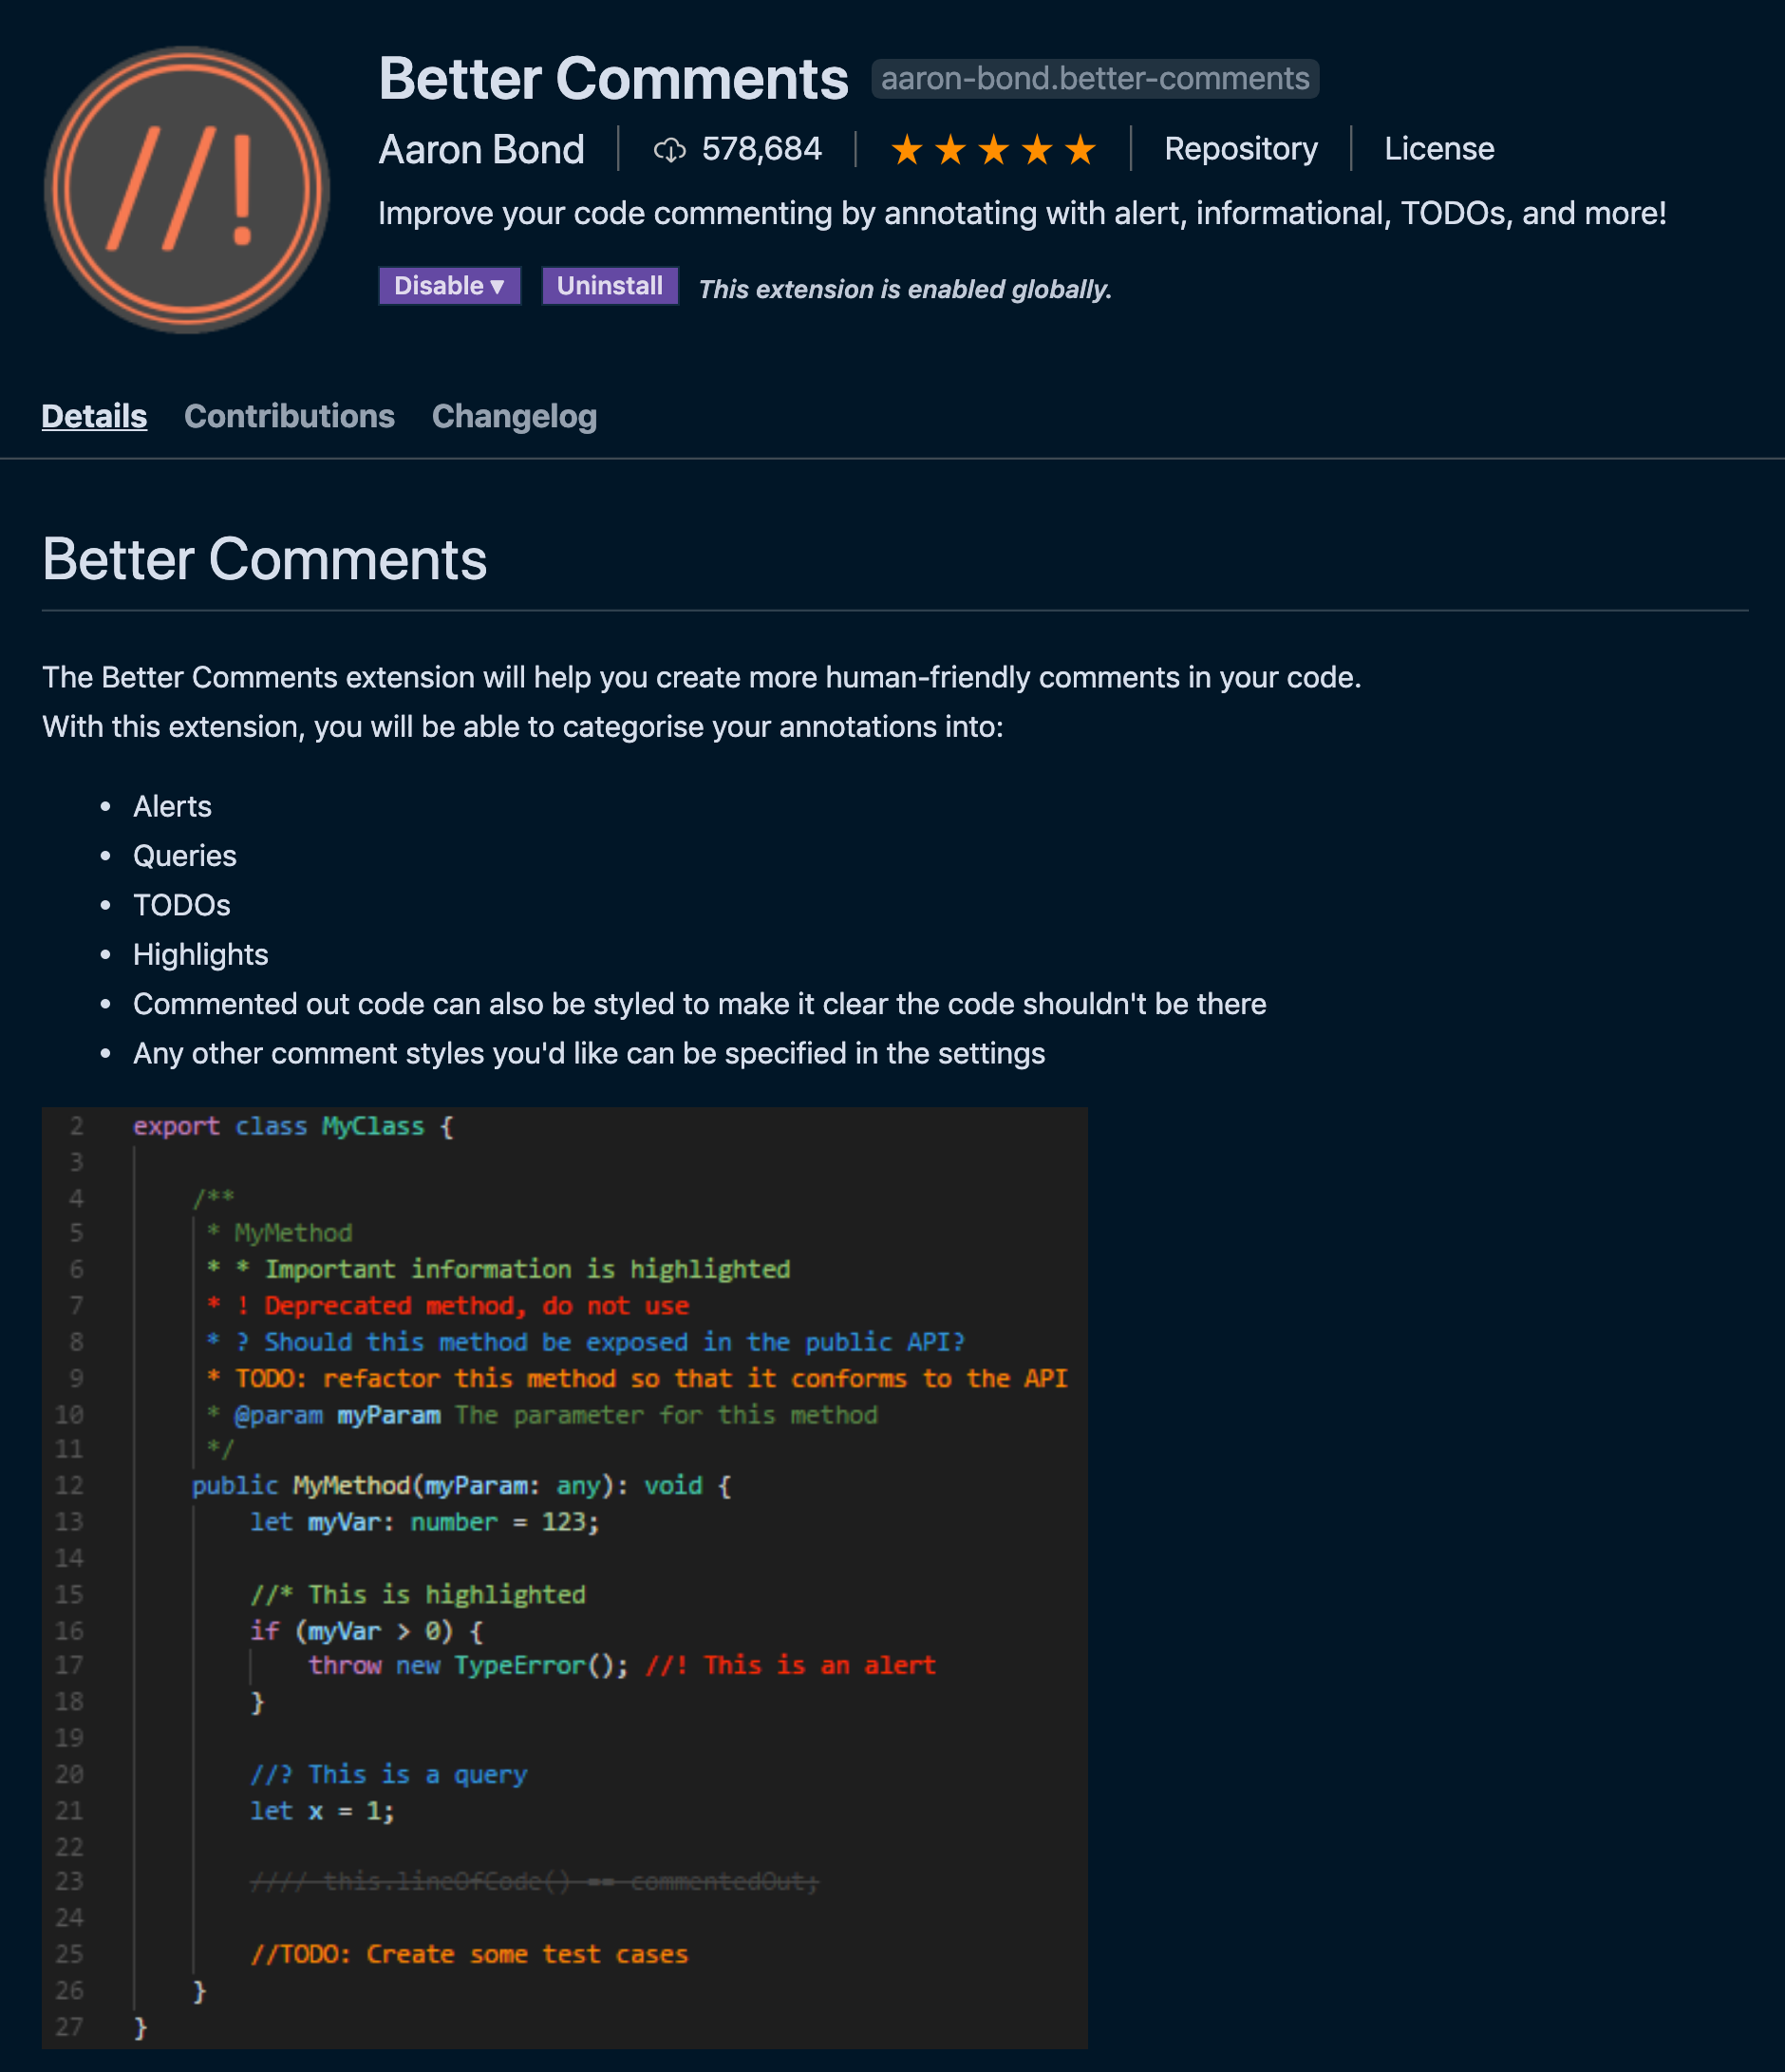 //!
Better Comments aaron-bond.better-comments
Aaron Bond 578,684 ★★★★★ Repository License
Improve your code commenting by annotating with alert, informational, TODOs, and more!
Disable ▾ Uninstall This extension is enabled globally.
Details Contributions Changelog
Better Comments
The Better Comments extension will help you create more human-friendly comments in your code.
With this extension, you will be able to categorise your annotations into:
• Alerts
• Queries
• TODOs
• Highlights
• Commented out code can also be styled to make it clear the code shouldn't be there
• Any other comment styles you'd like can be specified in the settings
2 export class MyClass {
3
4 /**
5 * MyMethod
6 * * Important information is highlighted
7 * ! Deprecated method, do not use
8 * ? Should this method be exposed in the public API?
9 * TODO: refactor this method so that it conforms to the API
10 * @param myParam The parameter for this method
11 */
12 public MyMethod(myParam: any): void {
13 let myVar: number = 123;
14
15 //* This is highlighted
16 if (myVar > 0) {
17 throw new TypeError(); //! This is an alert
18 }
19
20 //? This is a query
21 let x = 1;
22
23 //// this.lineOfCode() == commentedOut;
24
25 //TODO: Create some test cases
26 }
27 }